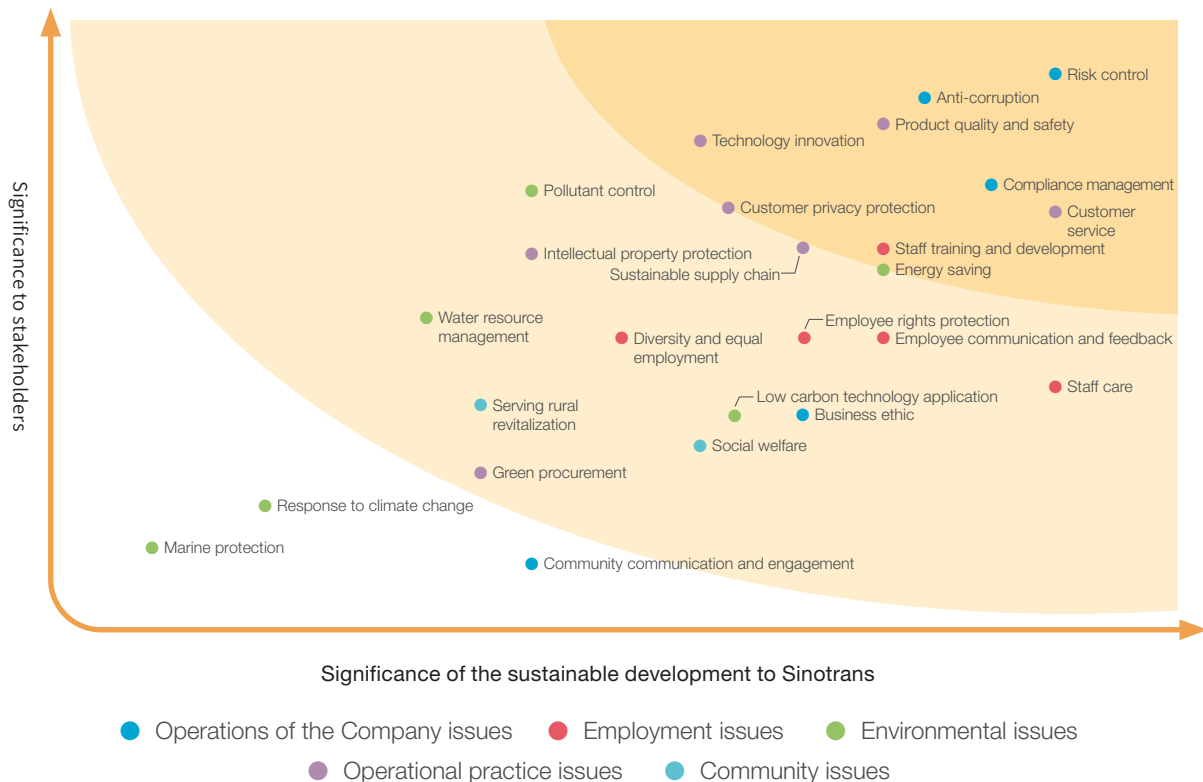 Significance to stakeholders
Risk control
Anti-corruption
Product quality and safety
Technology innovation
Compliance management
Pollutant control
Customer privacy protection
Customer
service
Staff training and development
Intellectual property protection
Sustainable supply chain
Energy saving
Water resource
management
Employee rights protection
Diversity and equal
employment
Employee communication and feedback
Staff care
Low carbon technology application
Serving rural
revitalization
Business ethic
Social welfare
Green procurement
Response to climate change
Marine protection
Community communication and engagement
Significance of the sustainable development to Sinotrans
Operations of the Company issues
Employment issues
Environmental issues
Operational practice issues
Community issues